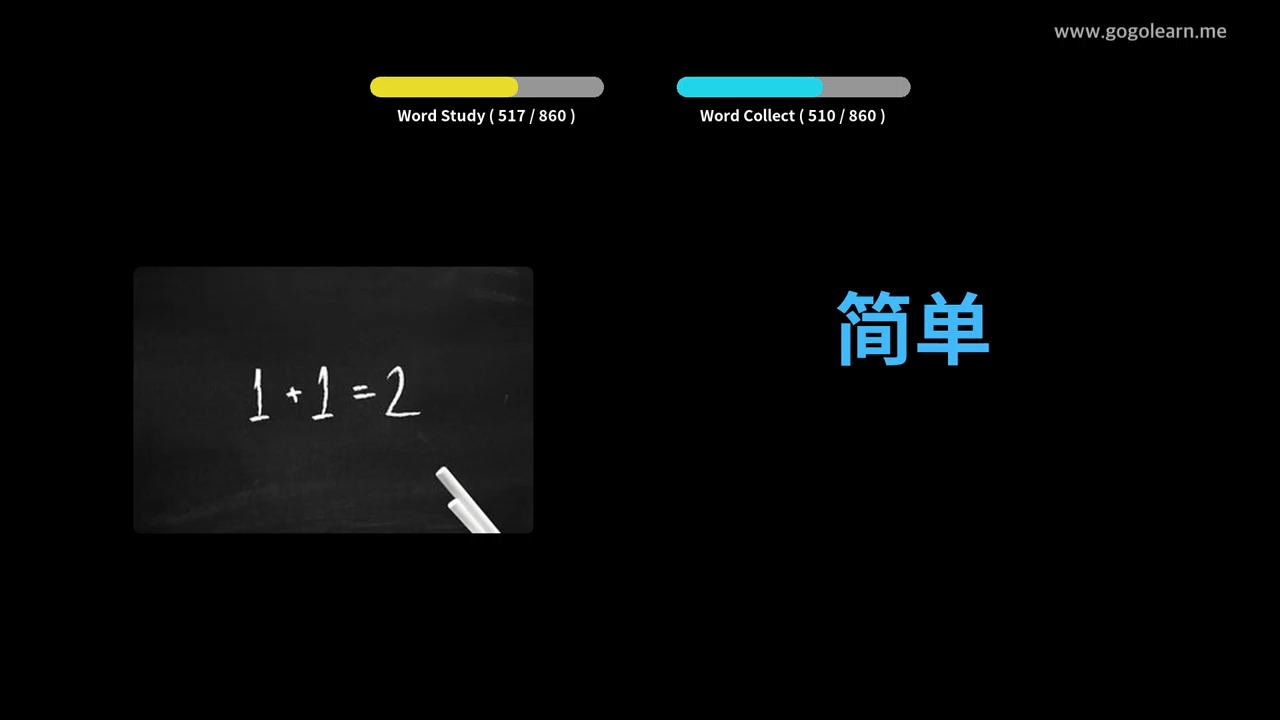 www.gogolearn.me
Word Study ( 517 / 860 )
Word Collect ( 510 / 860 )
1 + 1 = 2
简单